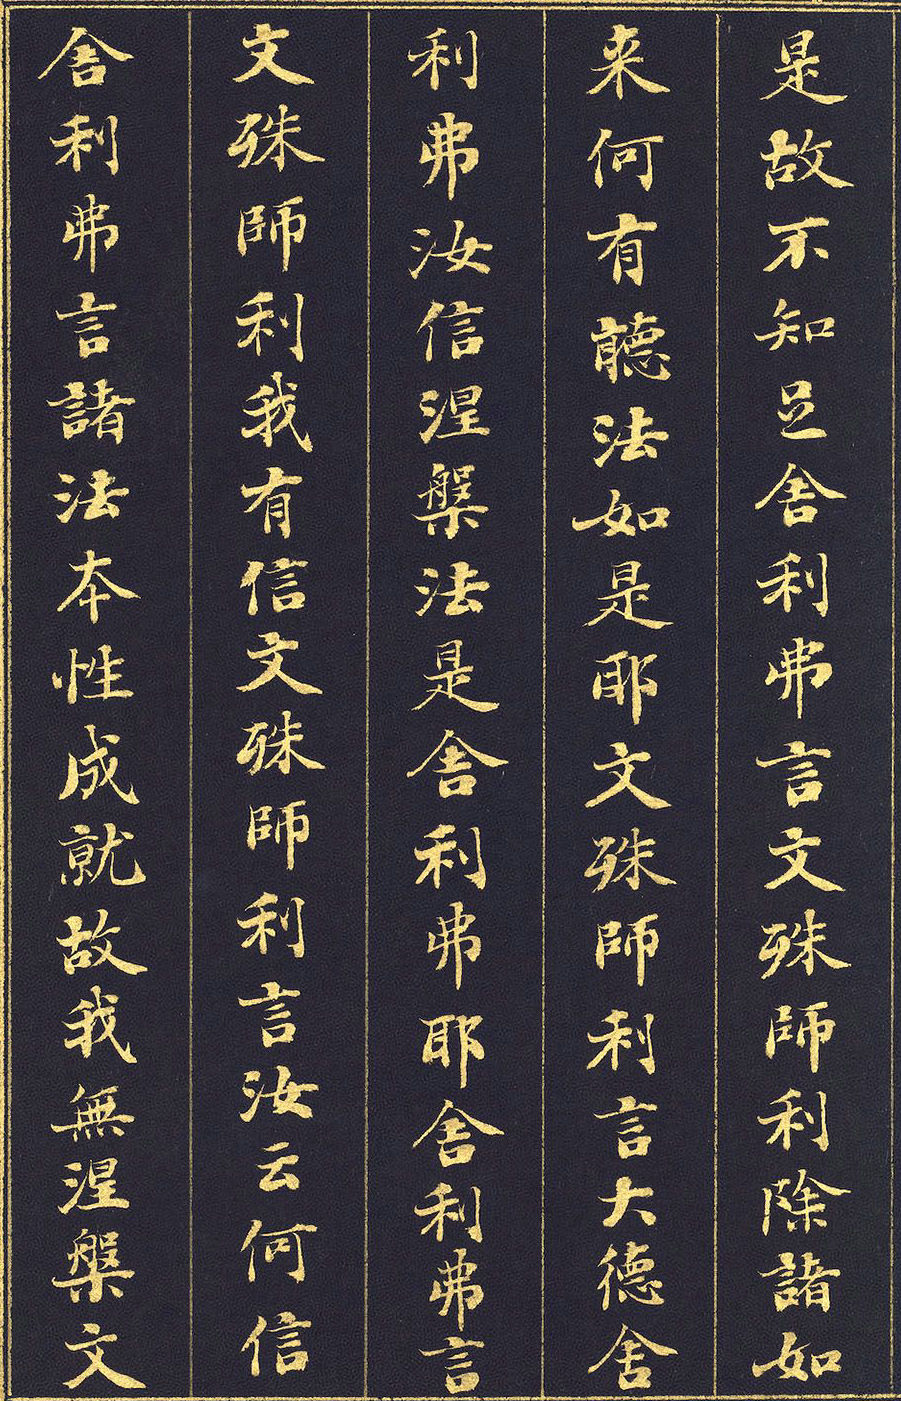 是故不知足舍利弗言文殊師利除諸如
来何有聽法如是耶文殊師利言大德舍
利弗汝信涅槃法是舍利弗耶舍利弗言
文殊師利我有信文殊師利言汝云何信
舍利弗言諸法本性成就故我無涅槃文